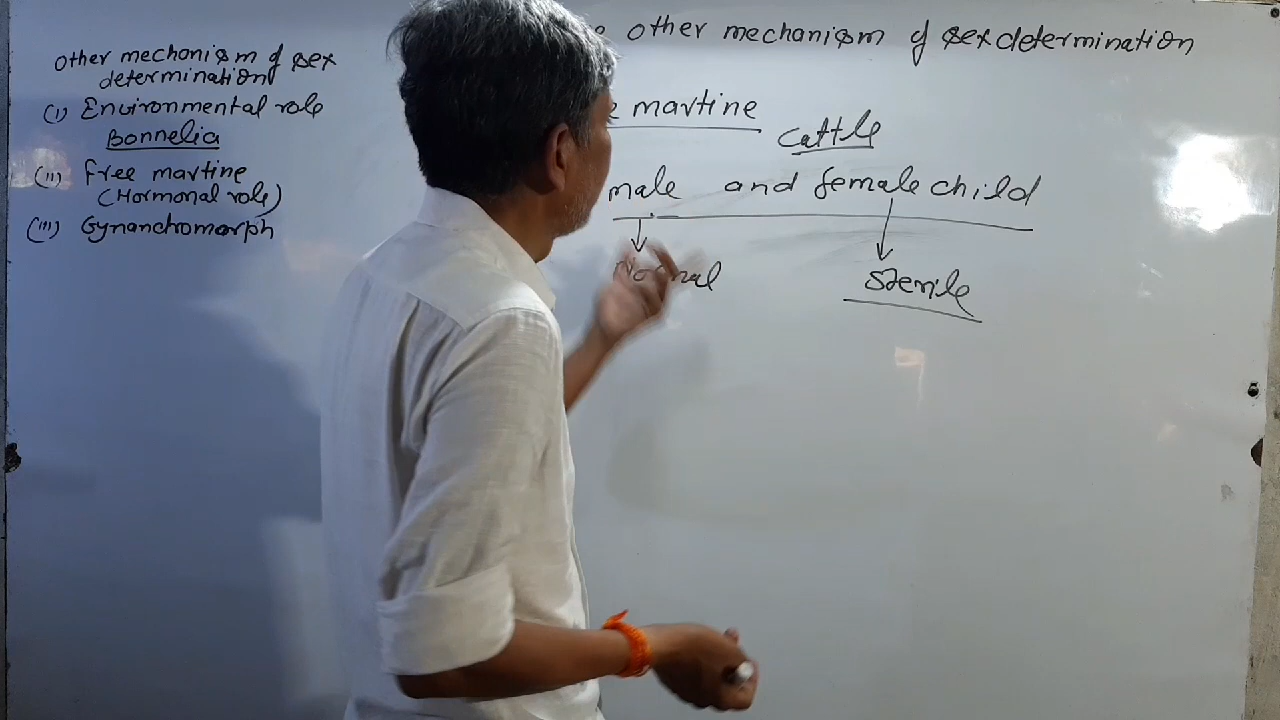 other mechanism of sex
determination
(I) Environmental role
Bonnelia
(II) Free martine
(Hormonal role)
(III) Gynanchromorph
other mechanism of sex determination
martine
Cattle
male and female child
Normal
Sterile